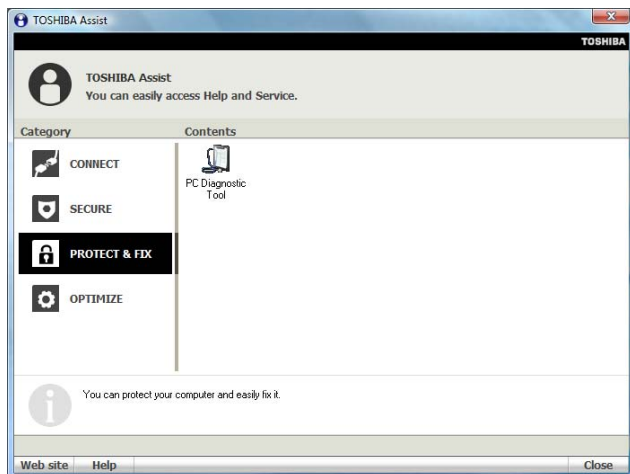 TOSHIBA Assist
TOSHIBA
TOSHIBA Assist
You can easily access Help and Service.
Category
Contents
CONNECT
SECURE
PROTECT & FIX
OPTIMIZE
PC Diagnostic
Tool
You can protect your computer and easily fix it.
Web site
Help
Close